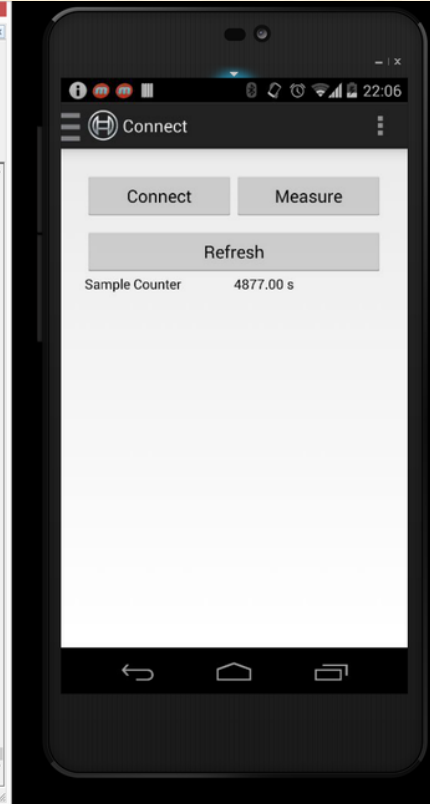 22:06
Connect
Connect Measure
Refresh
Sample Counter 4877.00 s